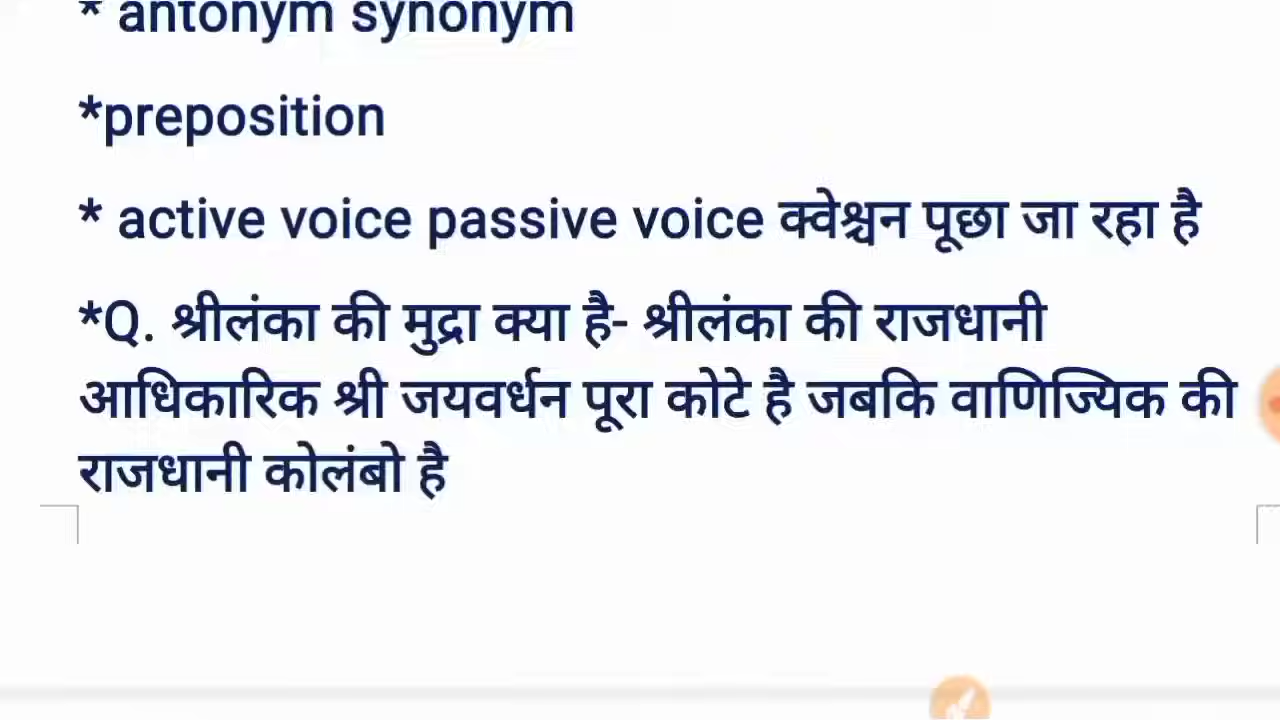 * antonym synonym
*preposition
* active voice passive voice क्वेश्चन पूछा जा रहा है
*Q. श्रीलंका की मुद्रा क्या है- श्रीलंका की राजधानी
आधिकारिक श्री जयवर्धन पूरा कोटे है जबकि वाणिज्यिक की
राजधानी कोलंबो है